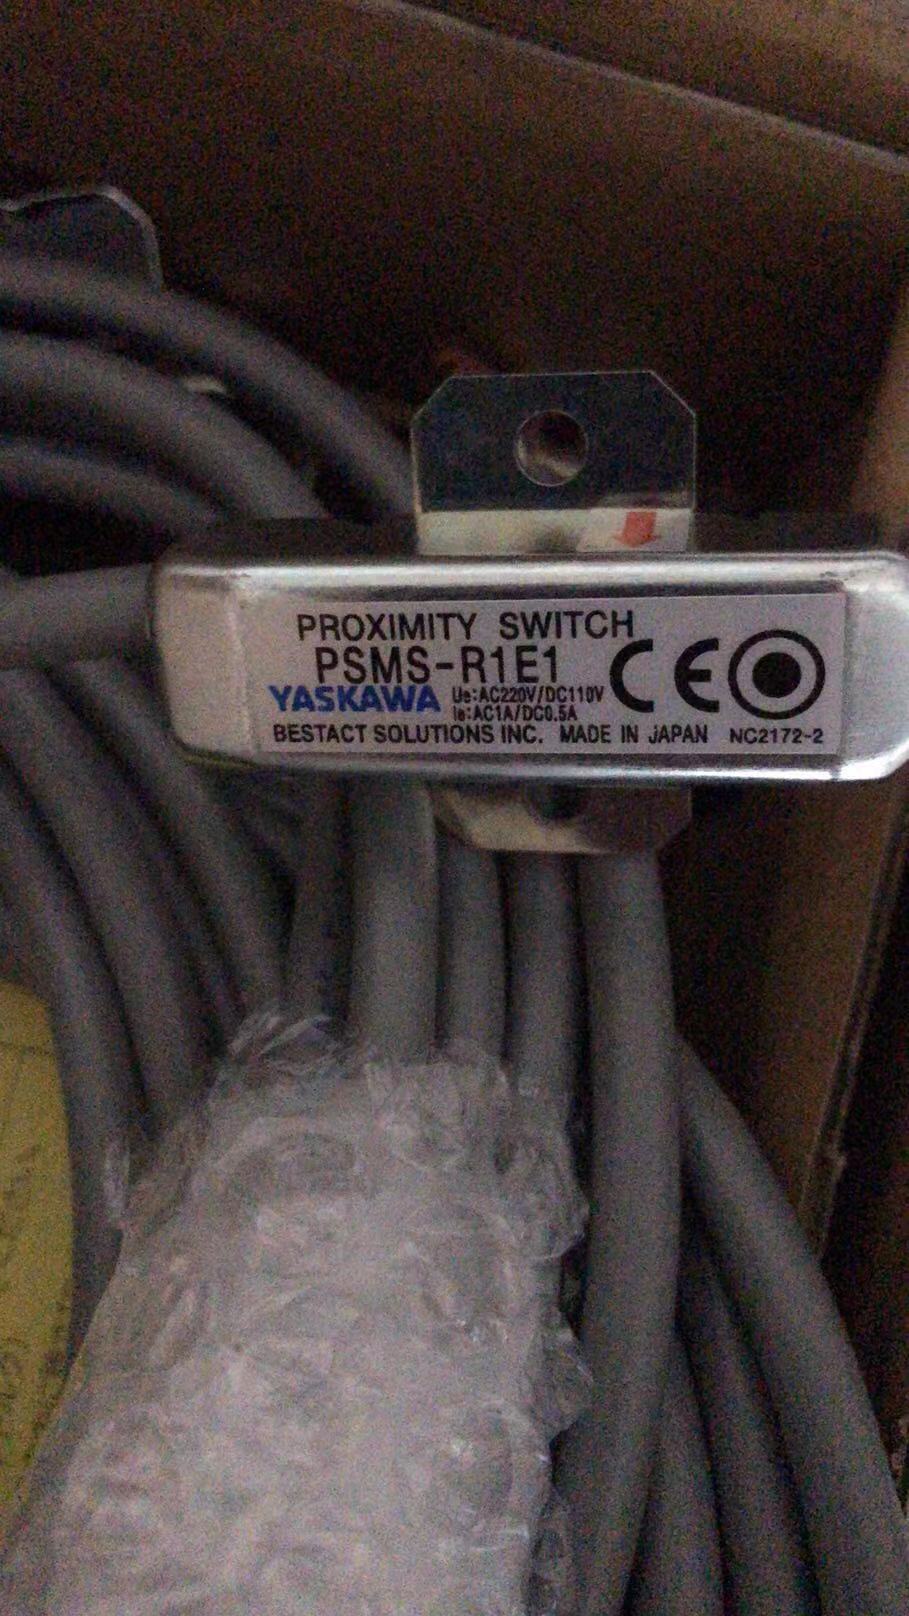 PROXIMITY SWITCH
PSMS-R1E1
YASKAWA Ue:AC220V/DC110V
Ie:AC1A/DC0.5A
CE
BESTACT SOLUTIONS INC. MADE IN JAPAN NC2172-2